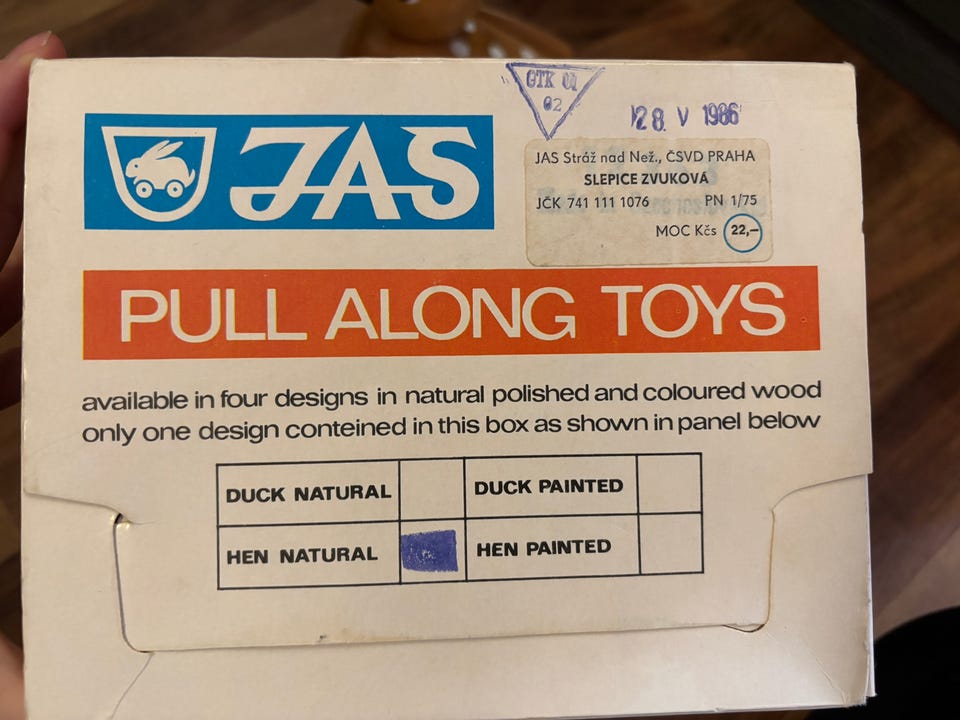 GTK 01
02
28 V 1986
JAS
JAS Stráž nad Než., ČSVD PRAHA
SLEPICE ZVUKOVÁ
JČK 741 111 1076 PN 1/75
MOC Kčs 22,–
PULL ALONG TOYS
available in four designs in natural polished and coloured wood
only one design conteined in this box as shown in panel below
DUCK NATURAL DUCK PAINTED
HEN NATURAL HEN PAINTED